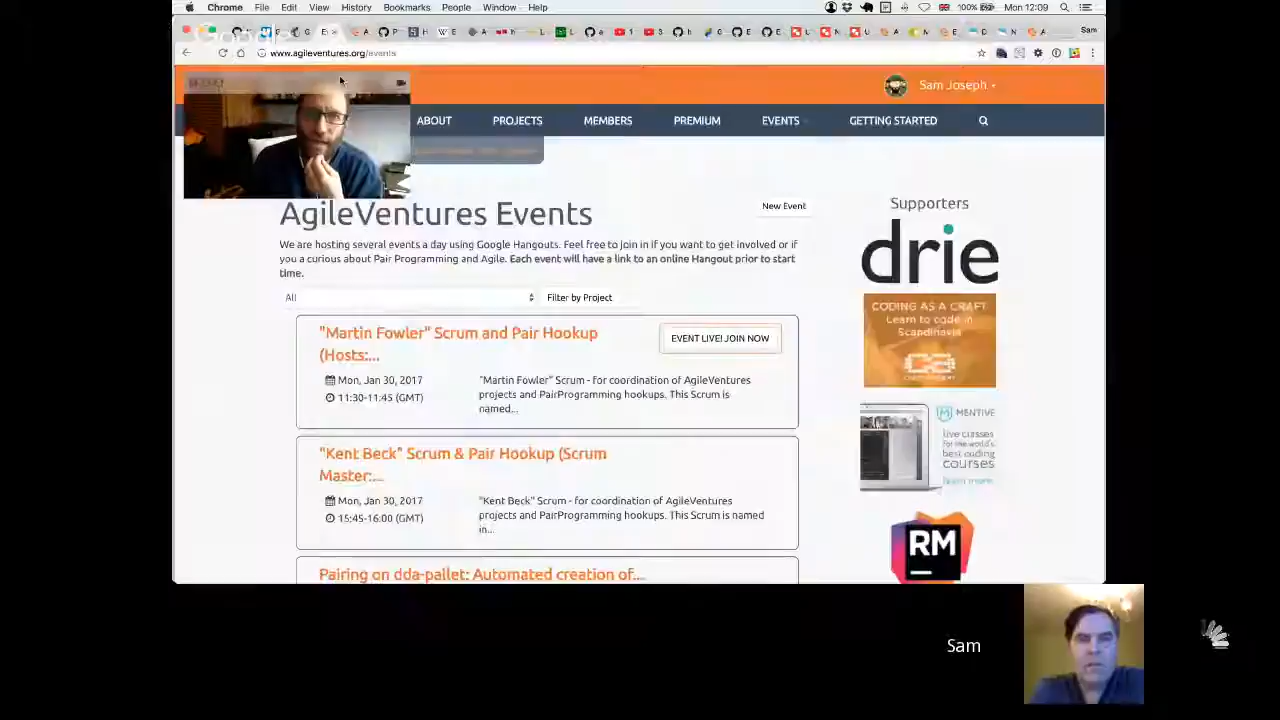 Chrome File Edit View History Bookmarks People Window Help 100% Mon 12:09
Sam
www.agileventures.org/events
Sam Joseph
ABOUT PROJECTS MEMBERS PREMIUM EVENTS GETTING STARTED
AgileVentures Events
New Event
We are hosting several events a day using Google Hangouts. Feel free to join in if you want to get involved or if
you a curious about Pair Programming and Agile. Each event will have a link to an online Hangout prior to start
time.
All
Filter by Project
"Martin Fowler" Scrum and Pair Hookup
(Hosts:...
EVENT LIVE! JOIN NOW
Mon, Jan 30, 2017
11:30-11:45 (GMT)
"Martin Fowler" Scrum - for coordination of AgileVentures
projects and PairProgramming hookups. This Scrum is
named...
"Kent Beck" Scrum & Pair Hookup (Scrum
Master:...
Mon, Jan 30, 2017
15:45-16:00 (GMT)
"Kent Beck" Scrum - for coordination of AgileVentures
projects and PairProgramming hookups. This Scrum is named
in...
Pairing on dda-pallet: Automated creation of...
Supporters
drie
CODING AS A CRAFT
Learn to code in
Scandinavia
MENTIVE
live courses
for the world's
best coding
courses
learn more
RM
Sam